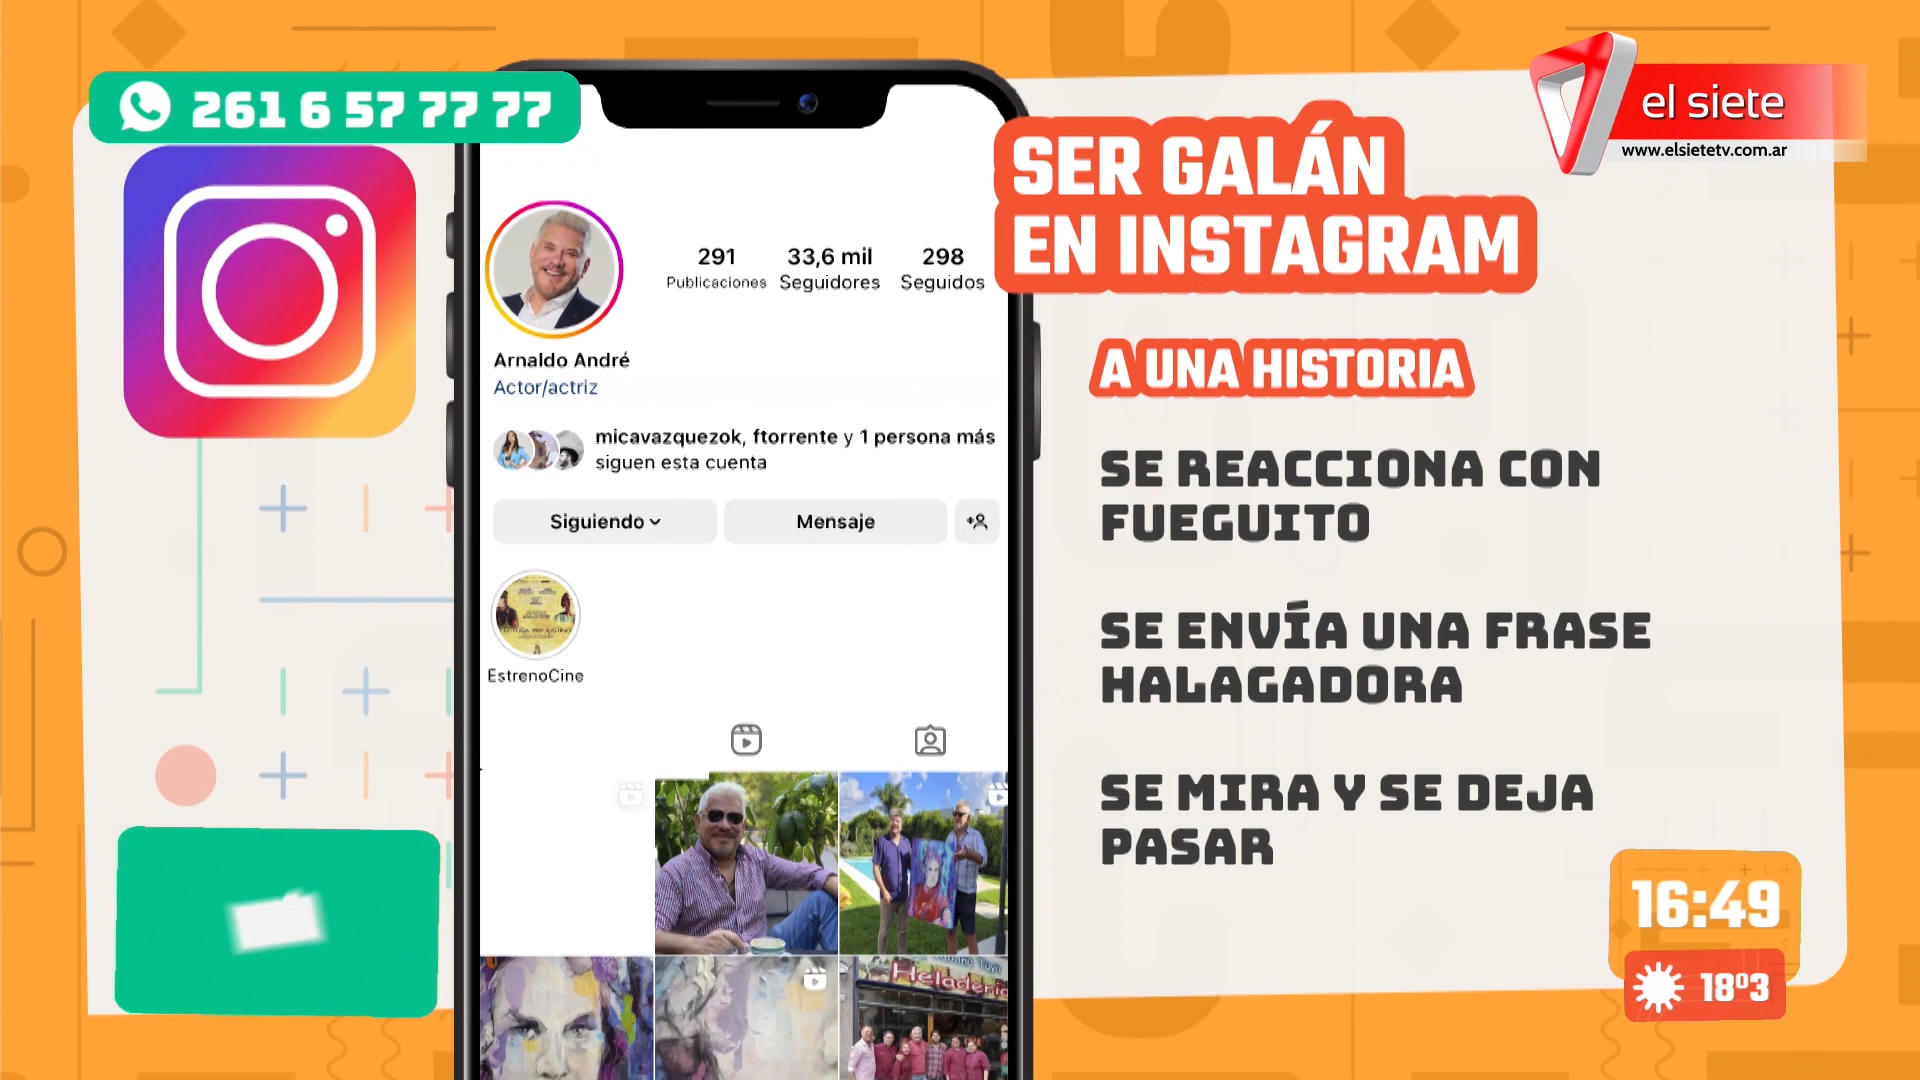 261 6 57 77 77
291
Publicaciones
33,6 mil
Seguidores
298
Seguidos
Arnaldo André
Actor/actriz
micavazquezok, ftorrente y 1 persona más
siguen esta cuenta
Siguiendo
Mensaje
EstrenoCine
Heladería
SER GALÁN
EN INSTAGRAM
A UNA HISTORIA
SE REACCIONA CON
FUEGUITO
SE ENVÍA UNA FRASE
HALAGADORA
SE MIRA Y SE DEJA
PASAR
el siete
www.elsietetv.com.ar
16:49
18º3